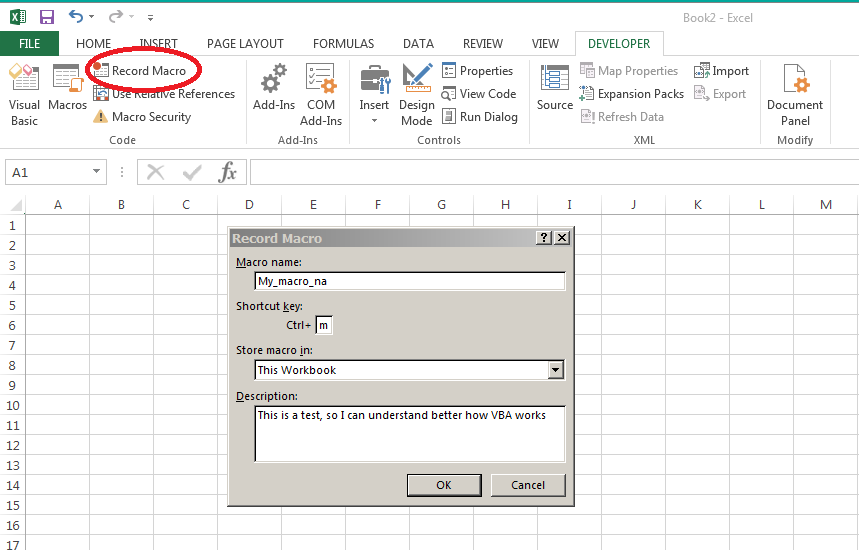 Book2 - Excel
FILE HOME INSERT PAGE LAYOUT FORMULAS DATA REVIEW VIEW DEVELOPER
Visual Basic
Macros
Record Macro
Use Relative References
Macro Security
Code
Add-Ins
COM Add-Ins
Add-Ins
Insert
Design Mode
Properties
View Code
Run Dialog
Controls
Source
Map Properties
Expansion Packs
Refresh Data
Import
Export
XML
Document Panel
Modify
A1
fx
A B C D E F G H I J K L M
1
2
3
4
5
6
7
8
9
10
11
12
13
14
15
16
17
Record Macro
? X
Macro name:
My_macro_na
Shortcut key:
Ctrl+ m
Store macro in:
This Workbook
Description:
This is a test, so I can understand better how VBA works
OK Cancel